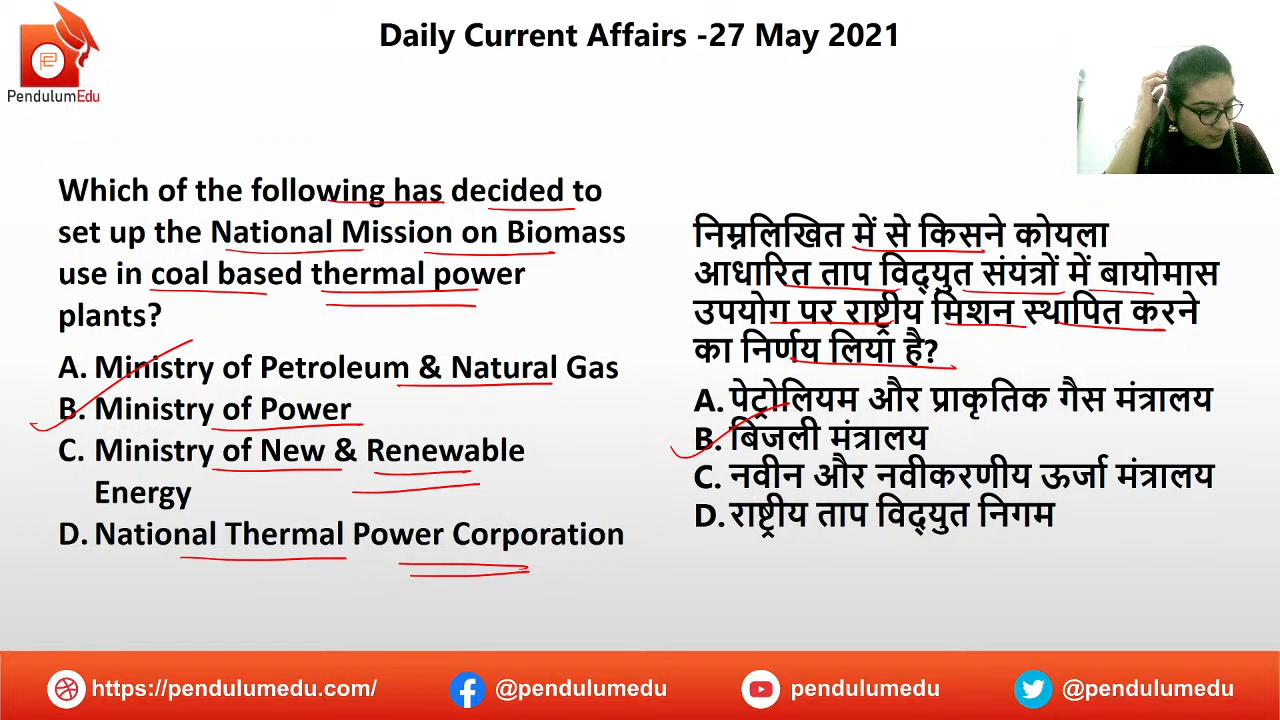 Daily Current Affairs -27 May 2021
PendulumEdu
Which of the following has decided to
set up the National Mission on Biomass
use in coal based thermal power
plants?
A. Ministry of Petroleum & Natural Gas
B. Ministry of Power
C. Ministry of New & Renewable
Energy
D. National Thermal Power Corporation
निम्नलिखित में से किसने कोयला
आधारित ताप विद्युत संयंत्रों में बायोमास
उपयोग पर राष्ट्रीय मिशन स्थापित करने
का निर्णय लिया है?
A. पेट्रोलियम और प्राकृतिक गैस मंत्रालय
B. बिजली मंत्रालय
C. नवीन और नवीकरणीय ऊर्जा मंत्रालय
D. राष्ट्रीय ताप विद्युत निगम
https://pendulumedu.com/
@pendulumedu
pendulumedu
@pendulumedu